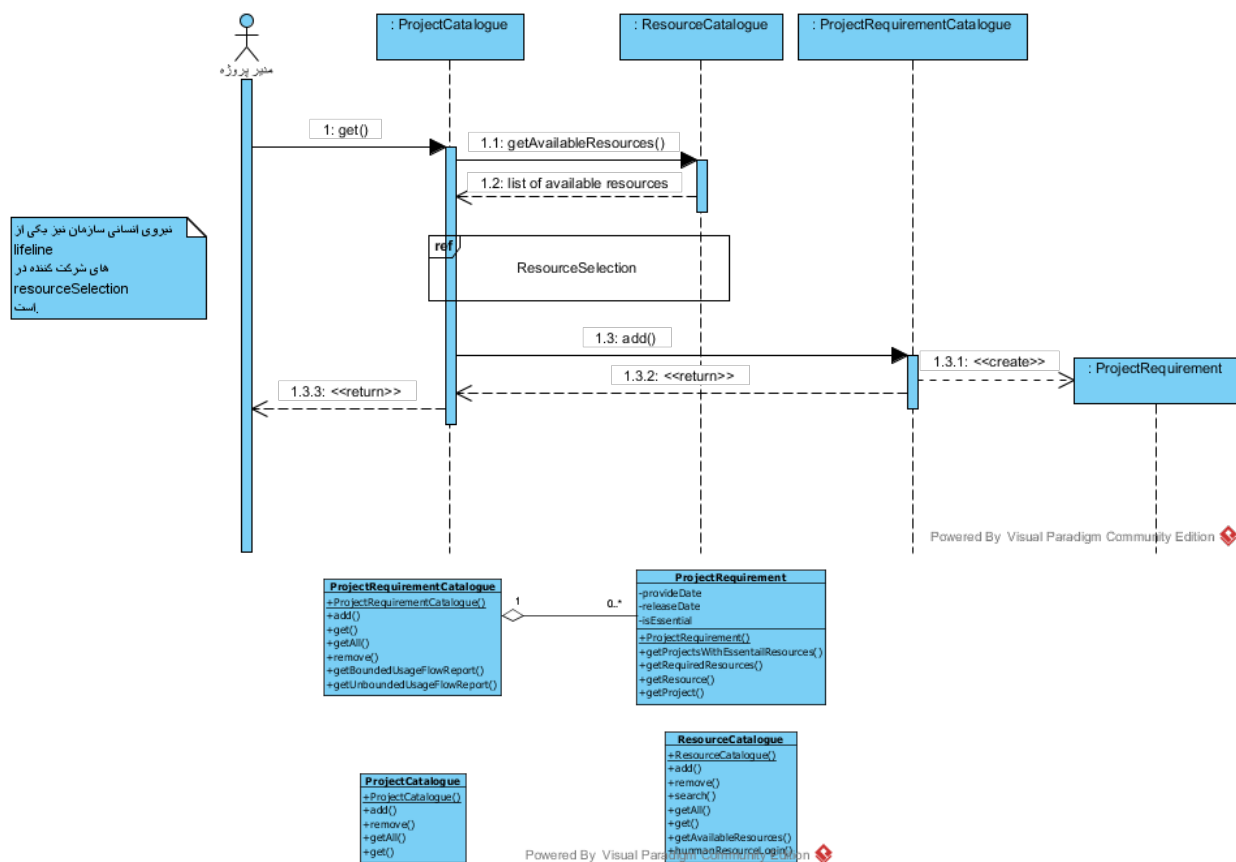 : ProjectCatalogue
: ResourceCatalogue
: ProjectRequirementCatalogue
مدیر پروژه
1: get()
1.1: getAvailableResources()
1.2: list of available resources
نیروی انسانی سازمان نیز یکی از
lifeline
های شرکت کننده در
resourceSelection
است.
ref
ResourceSelection
1.3: add()
1.3.1: <<create>>
: ProjectRequirement
1.3.2: <<return>>
1.3.3: <<return>>
Powered By Visual Paradigm Community Edition
ProjectRequirementCatalogue
+ProjectRequirementCatalogue()
+add()
+get()
+getAll()
+remove()
+getBoundedUsageFlowReport()
+getUnboundedUsageFlowReport()
1
0..*
ProjectRequirement
-provideDate
-releaseDate
-isEssential
+ProjectRequirement()
+getProjectsWithEssentailResources()
+getRequiredResources()
+getResource()
+getProject()
ProjectCatalogue
+ProjectCatalogue()
+add()
+remove()
+getAll()
+get()
ResourceCatalogue
+ResourceCatalogue()
+add()
+remove()
+search()
+getAll()
+get()
+getAvailableResources()
+hunmanResourceLogin()
Powered By Visual Paradigm Community Edition